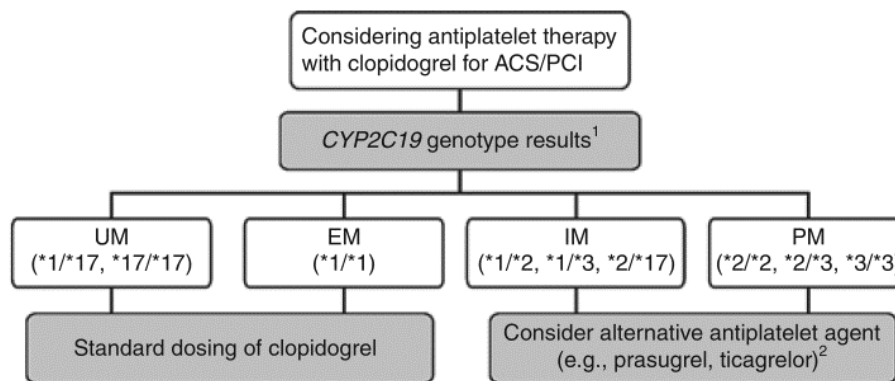 Considering antiplatelet therapy
with clopidogrel for ACS/PCI
CYP2C19 genotype results¹
UM
(*1/*17, *17/*17)
EM
(*1/*1)
IM
(*1/*2, *1/*3, *2/*17)
PM
(*2/*2, *2/*3, *3/*3
Standard dosing of clopidogrel
Consider alternative antiplatelet agent
(e.g., prasugrel, ticagrelor)²